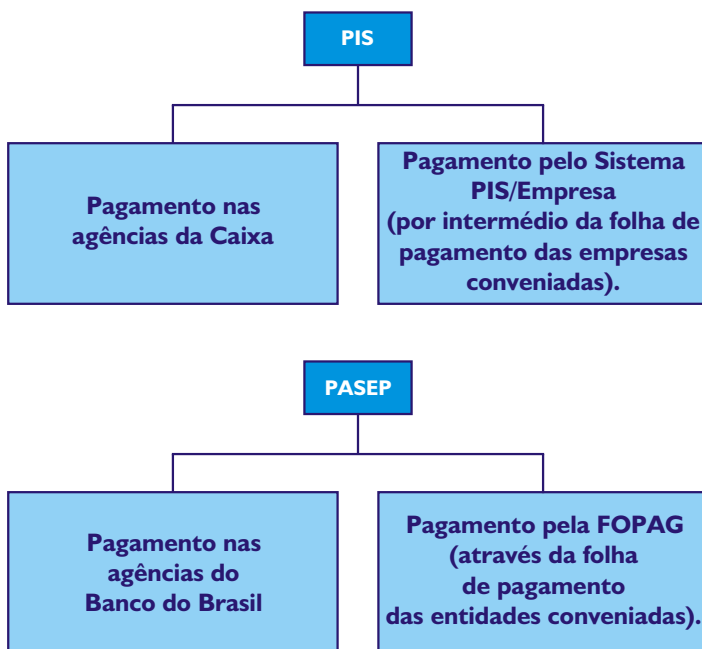 PIS
Pagamento nas
agências da Caixa
Pagamento pelo Sistema
PIS/Empresa
(por intermédio da folha de
pagamento das empresas
conveniadas).
PASEP
Pagamento nas
agências do
Banco do Brasil
Pagamento pela FOPAG
(através da folha
de pagamento
das entidades conveniadas).